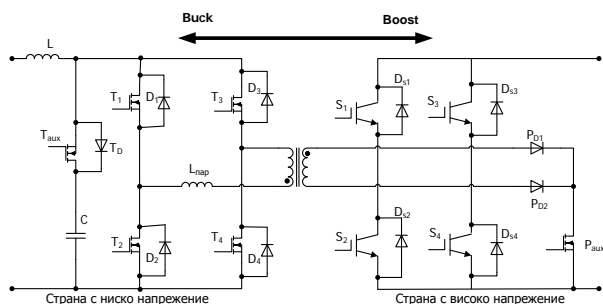 Buck
Boost
L
T1
D1
T3
D3
S1
Ds1
S3
Ds3
Taux
TD
Lпар
PD1
PD2
C
T2
D2
T4
D4
S2
Ds2
S4
Ds4
Paux
Страна с ниско напрежение
Страна с високо напрежение